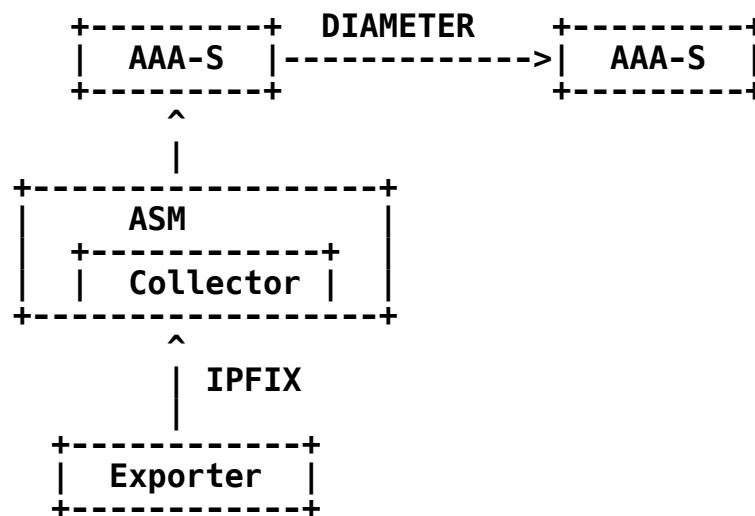 DIAMETER
AAA-S AAA-S
ASM
Collector
IPFIX
Exporter